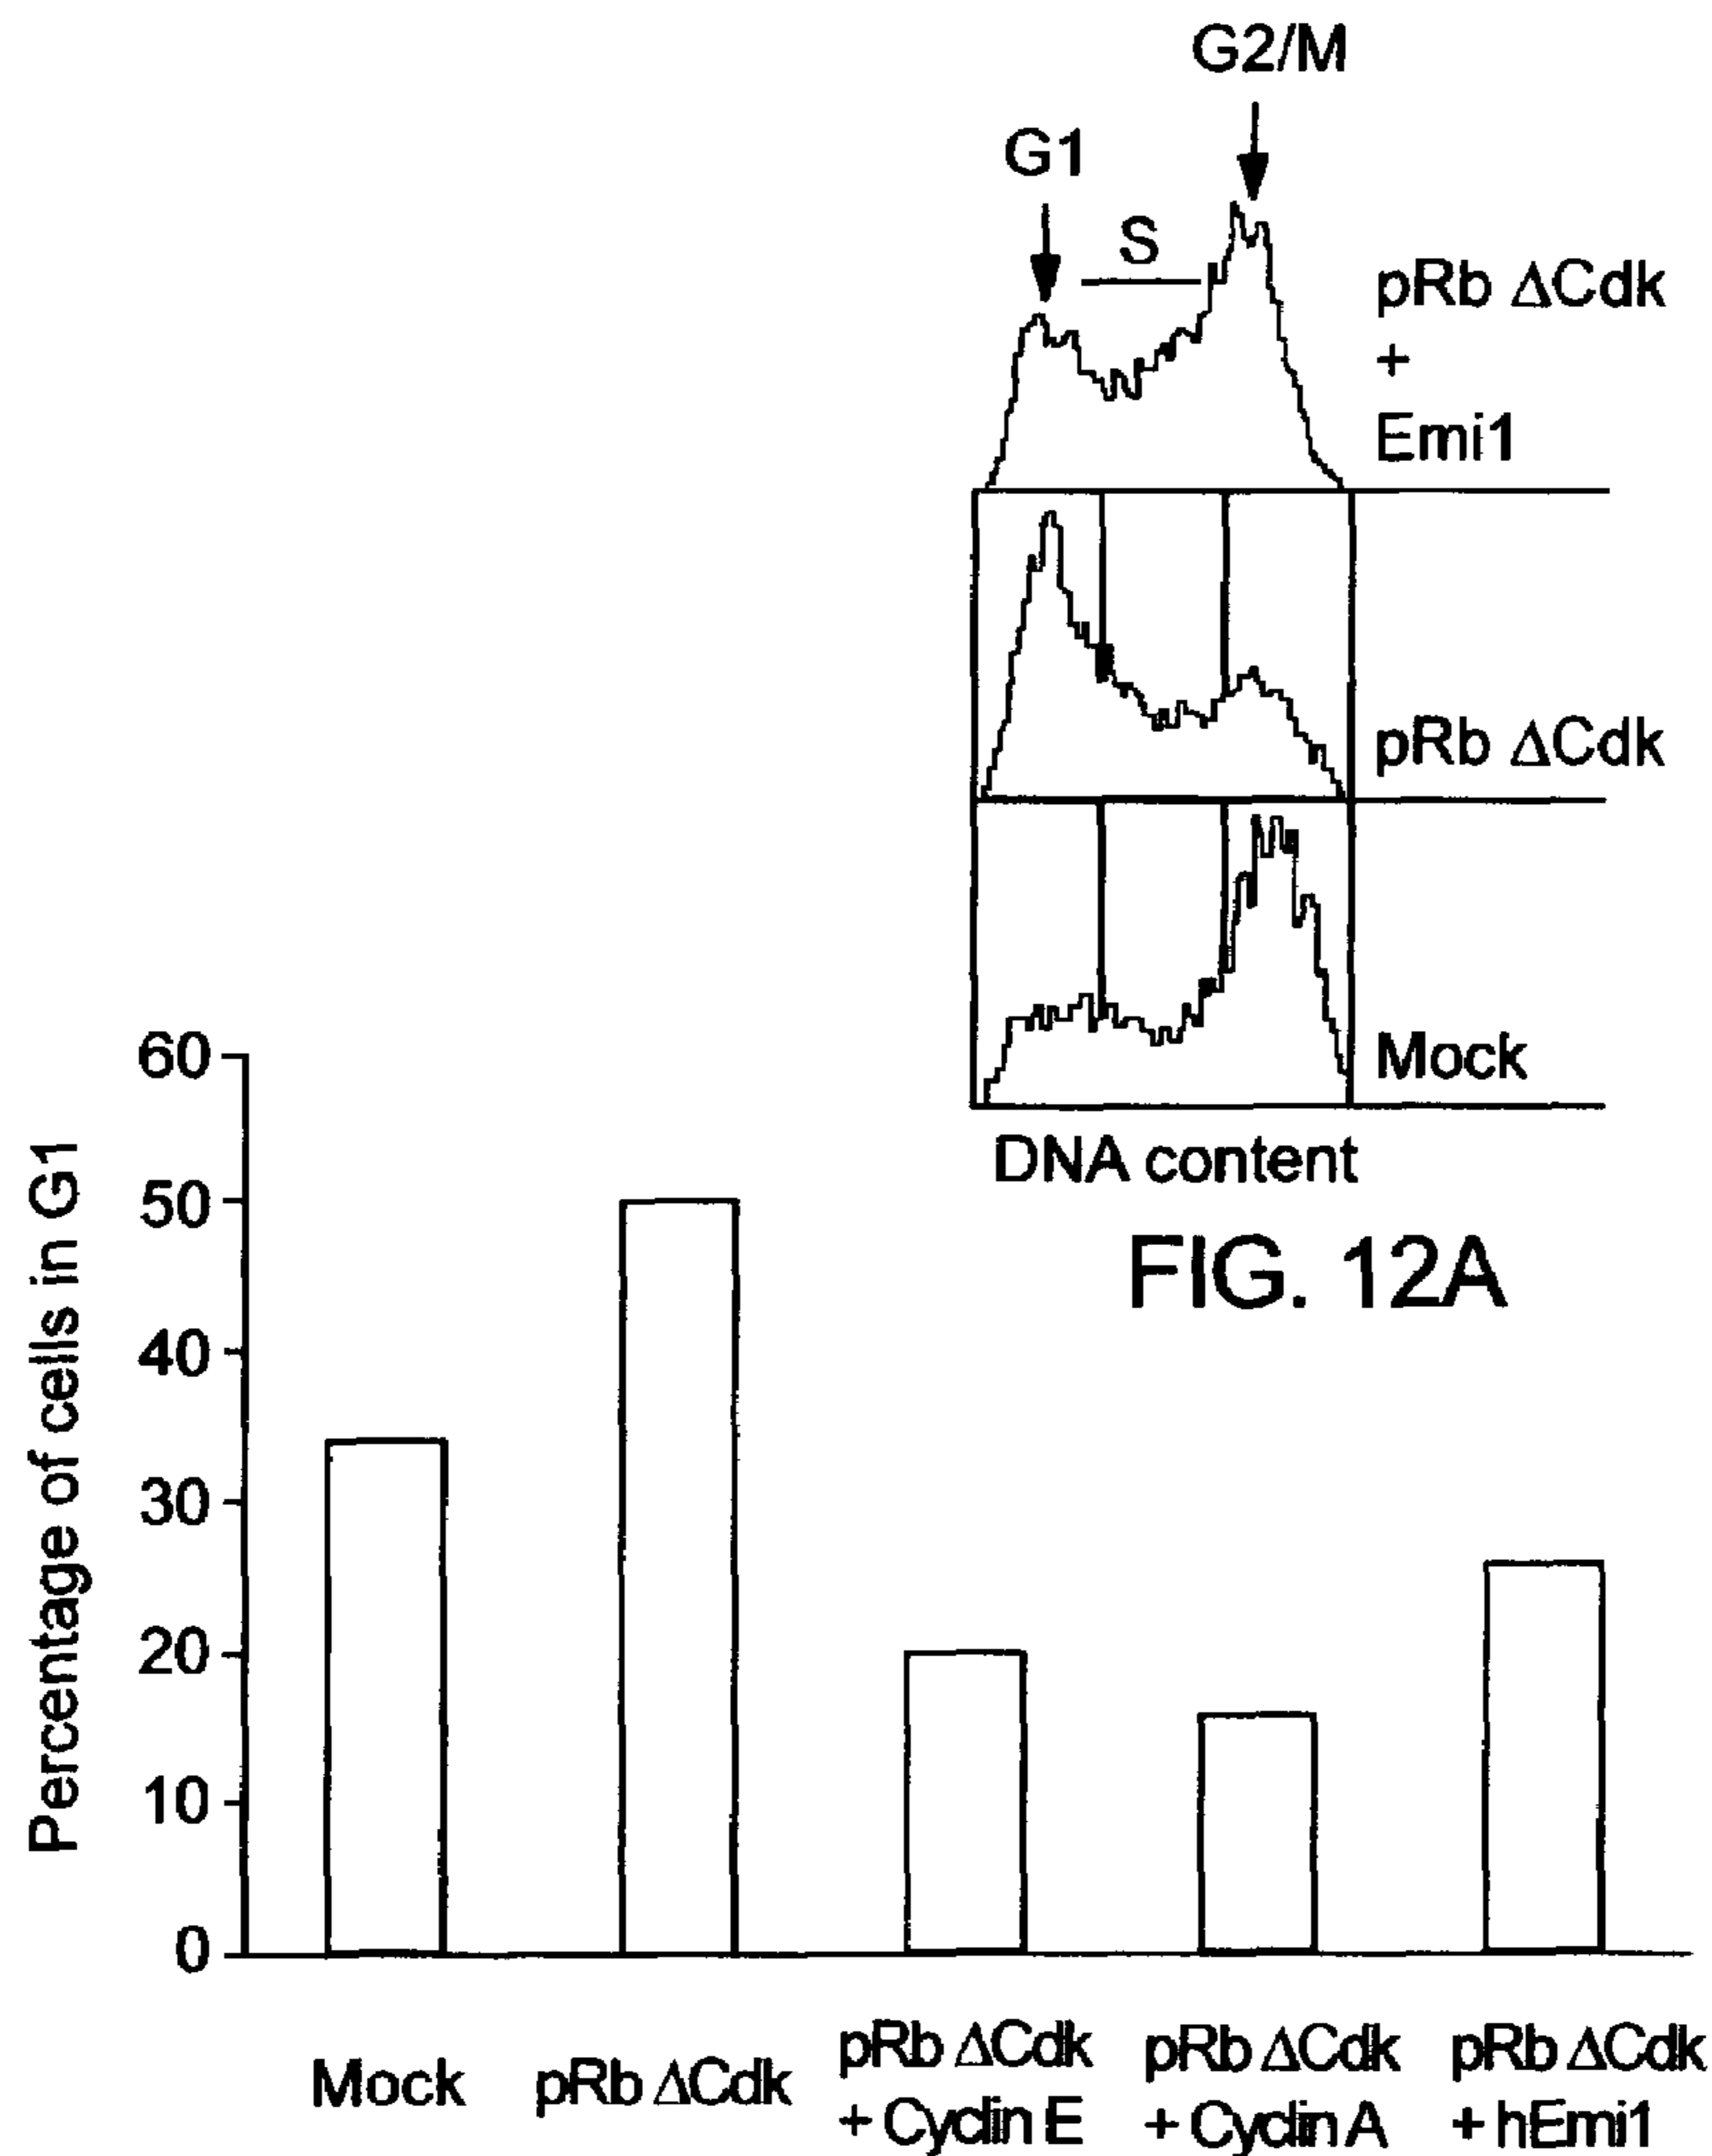 G2/M
G1
S
pRb ΔCdk
+
Emi1
pRb ΔCdk
Mock
DNA content
FIG. 12A
Percentage of cells in G1
60
50
40
30
20
10
0
Mock
pRb ΔCdk
pRb ΔCdk
+ Cyclin E
pRb ΔCdk
+ Cyclin A
pRb ΔCdk
+ hEmi1